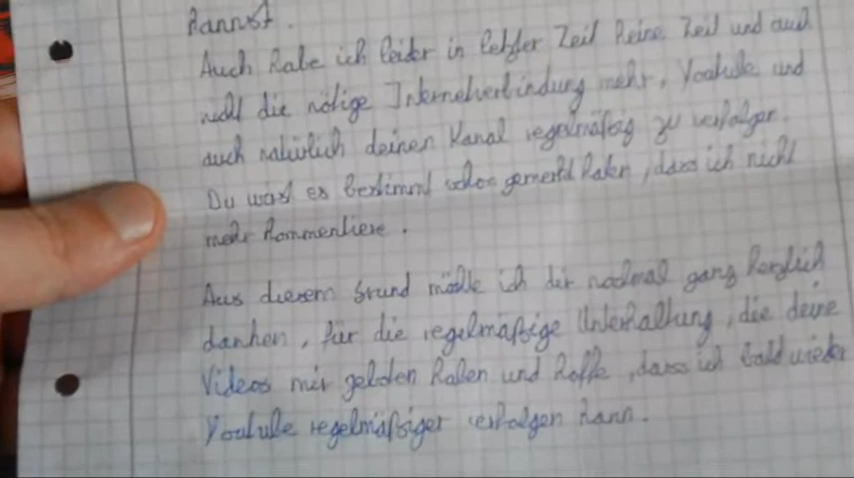 kannst.
Auch habe ich leider in letzter Zeit keine Zeit und auch
nicht die nötige Internetverbindung mehr, Youtube und
auch natürlich deinen Kanal regelmäßig zu verfolgen.
Du wirst es bestimmt schon gemerkt haben, dass ich nicht
mehr kommentiere.
Aus diesem Grund möchte ich dir nochmal ganz herzlich
danken, für die regelmäßige Unterhaltung, die deine
Videos mir geboten haben und hoffe, dass ich bald wieder
Youtube regelmäßiger verfolgen kann.